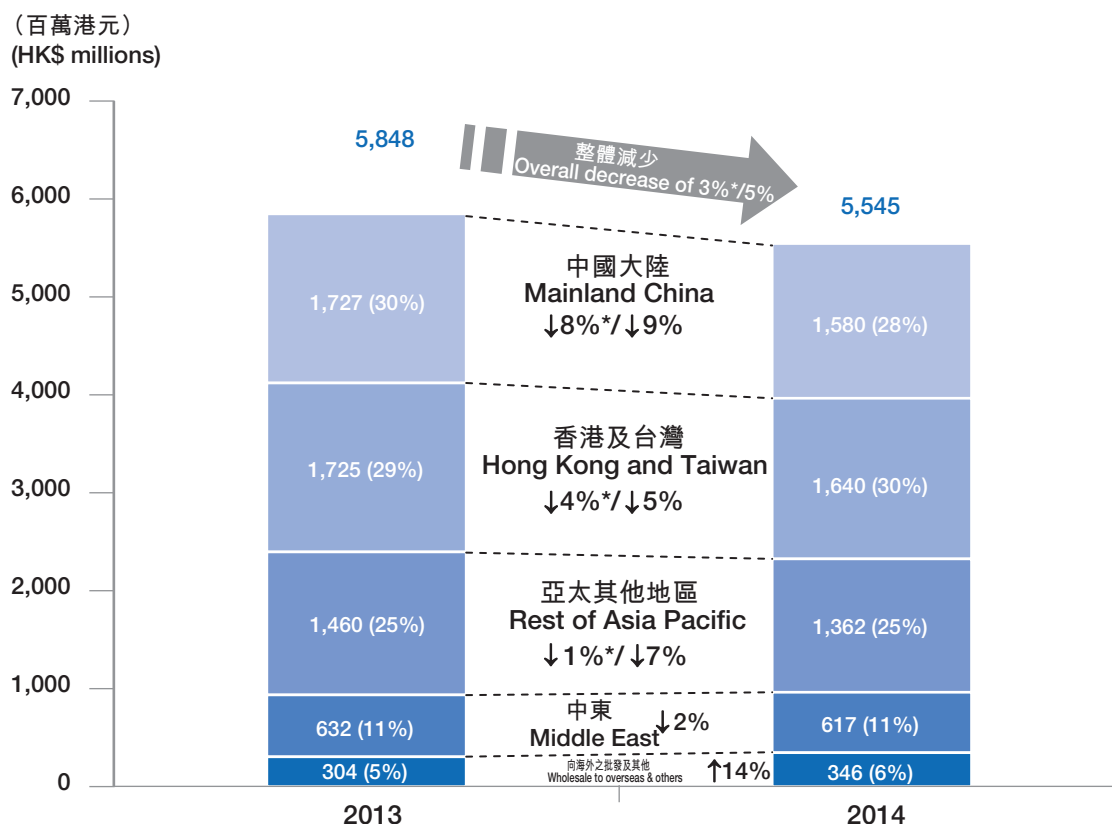 （百萬港元）
(HK$ millions)
7,000
6,000
5,000
4,000
3,000
2,000
1,000
0
5,848
整體減少
Overall decrease of 3%*/5%
5,545
1,727 (30%)
中國大陸
Mainland China
↓8%*/↓9%
1,580 (28%)
1,725 (29%)
香港及台灣
Hong Kong and Taiwan
↓4%*/↓5%
1,640 (30%)
1,460 (25%)
亞太其他地區
Rest of Asia Pacific
↓1%*/↓7%
1,362 (25%)
632 (11%)
中東
Middle East
↓2%
617 (11%)
304 (5%)
向海外之批發及其他
Wholesale to overseas & others
↑14%
346 (6%)
2013
2014